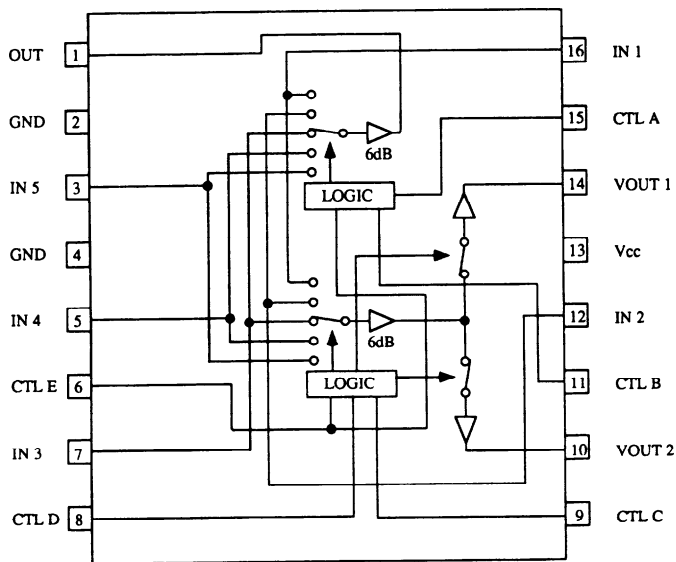 OUT 1 16 IN 1
GND 2 15 CTL A
6dB
IN 5 3 LOGIC 14 VOUT 1
GND 4 13 Vcc
IN 4 5 12 IN 2
6dB
CTL E 6 LOGIC 11 CTL B
IN 3 7 10 VOUT 2
CTL D 8 9 CTL C